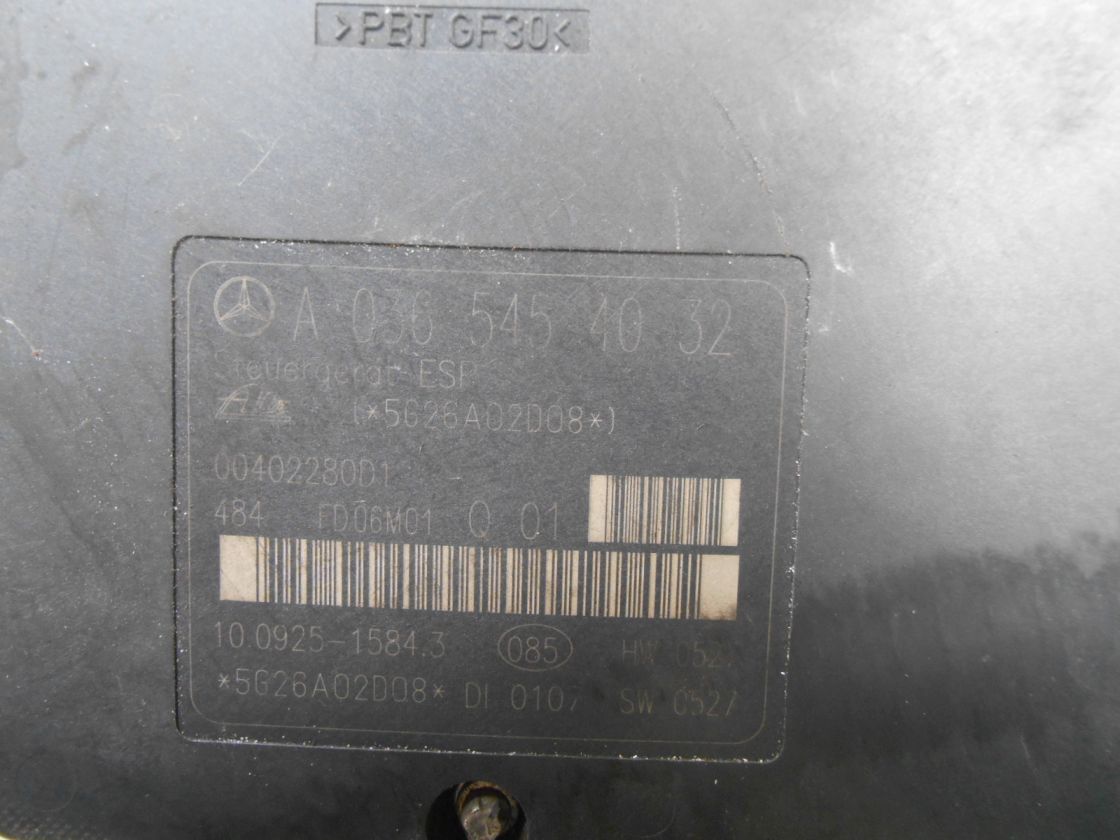 >PBT GF30<
A 036 545 40 32
Steuergerät ESP
Ate (*5G26A02D08*)
00402280D1
484 FD06M01 Q 01
10.0925-1584.3 085 HW
*5G26A02D08* DI 0107 SW 0527